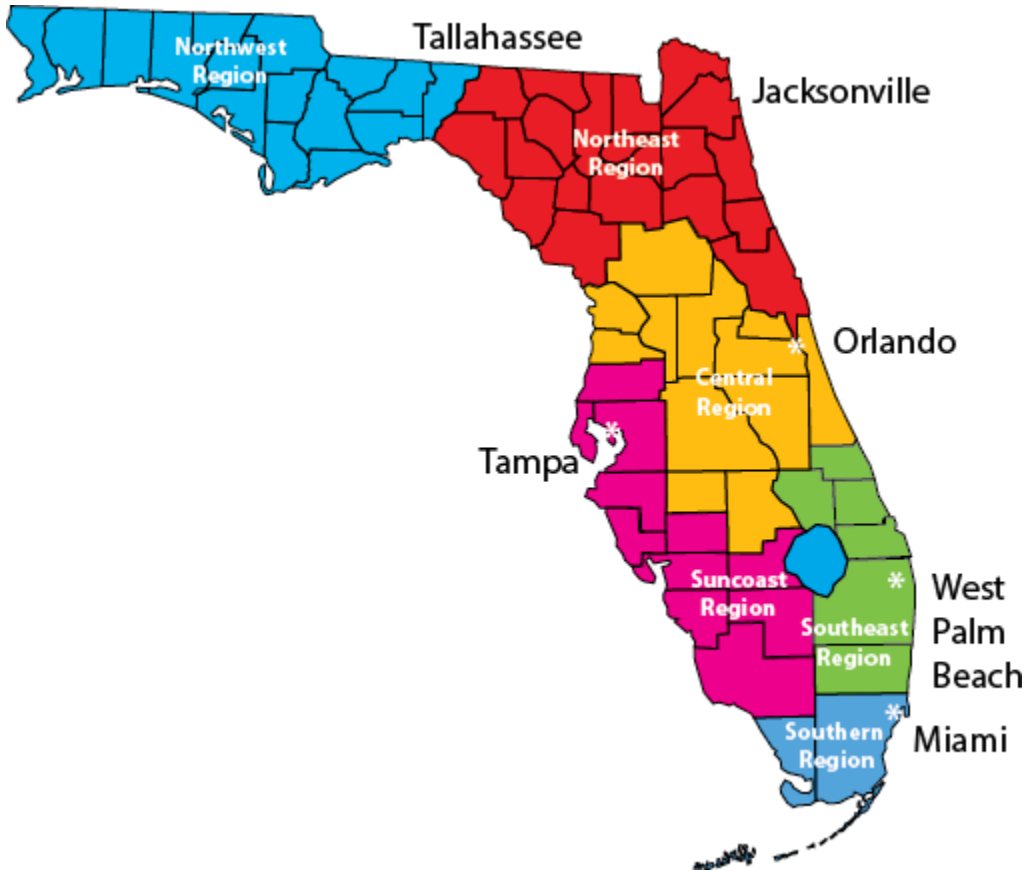 Tallahassee
Northwest
Region
Jacksonville
Northeast
Region
Orlando
Central
Region
*
Tampa
*
Suncoast
Region
West
Palm
Beach
*
Southeast
Region
Miami
*
Southern
Region